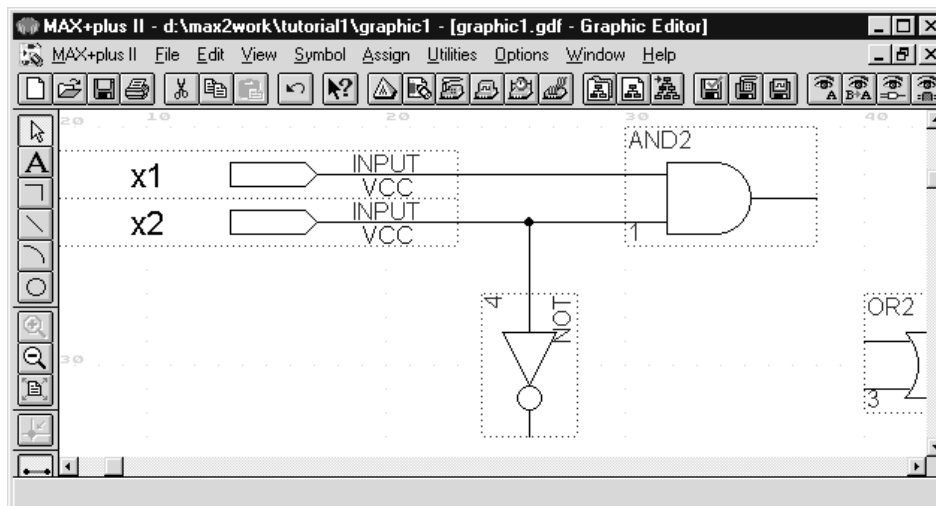 MAX+plus II - d:\max2work\tutorial1\graphic1 - [graphic1.gdf - Graphic Editor]
MAX+plus II File Edit View Symbol Assign Utilities Options Window Help
A B→A
A
20 10 20 30 40
AND2
x1 INPUT
VCC
x2 INPUT
VCC
1
4
NOT
OR2
30
3